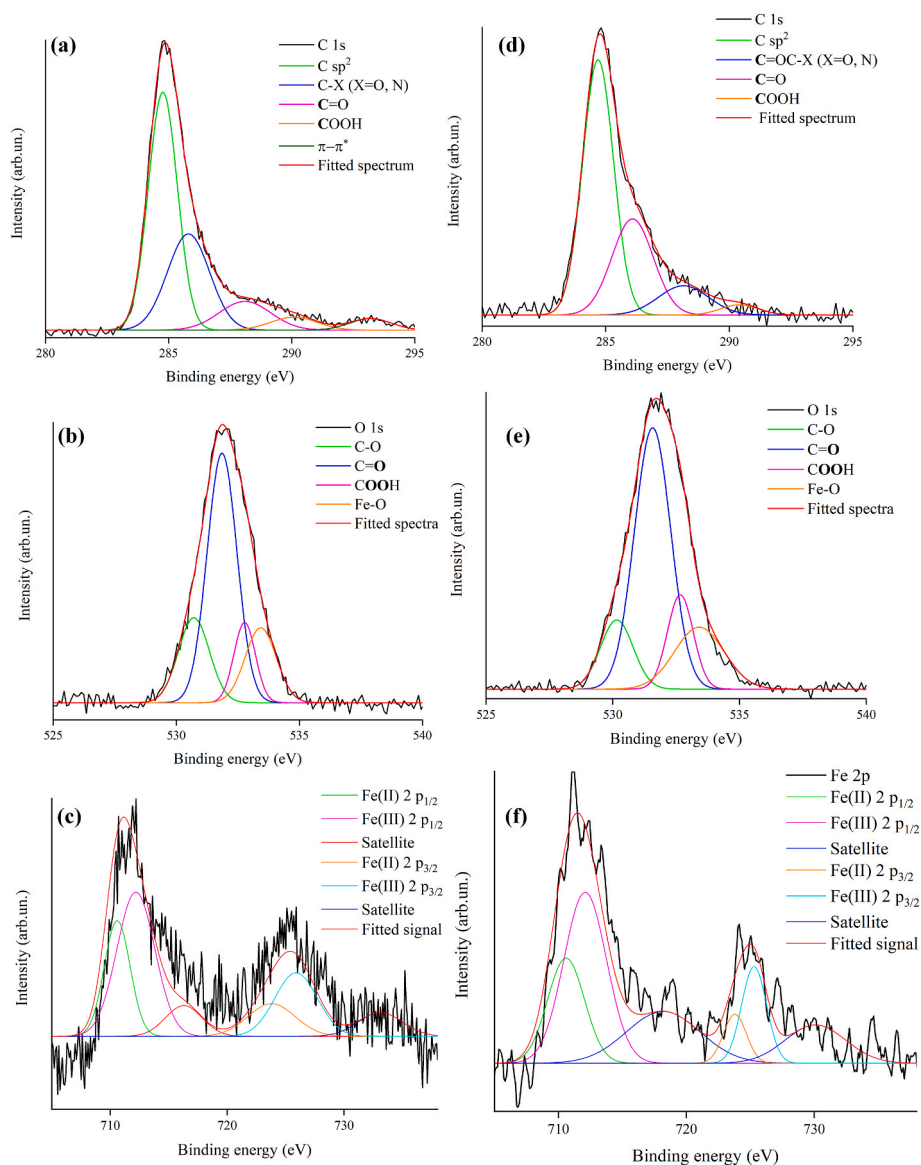 (a)
C 1s
C sp²
C-X (X=O, N)
C=O
COOH
π−π*
Fitted spectrum
Intensity (arb.un.)
280 285 290 295
Binding energy (eV)
(d)
C 1s
C sp²
C=OC-X (X=O, N)
C=O
COOH
Fitted spectrum
Intensity (arb.un.)
280 285 290 295
Binding energy (eV)
(b)
O 1s
C-O
C=O
COOH
Fe-O
Fitted spectra
Intensity (arb.un.)
525 530 535 540
Binding energy (eV)
(e)
O 1s
C-O
C=O
COOH
Fe-O
Fitted spectra
Intensity (arb.un.)
525 530 535 540
Binding energy (eV)
(c)
Fe(II) 2 p1/2
Fe(III) 2 p1/2
Satellite
Fe(II) 2 p3/2
Fe(III) 2 p3/2
Satellite
Fitted signal
Intensity (arb.un.)
710 720 730
Binding energy (eV)
(f)
Fe 2p
Fe(II) 2 p1/2
Fe(III) 2 p1/2
Satellite
Fe(II) 2 p3/2
Fe(III) 2 p3/2
Satellite
Fitted signal
Intensity (arb.un.)
710 720 730
Binding energy (eV)